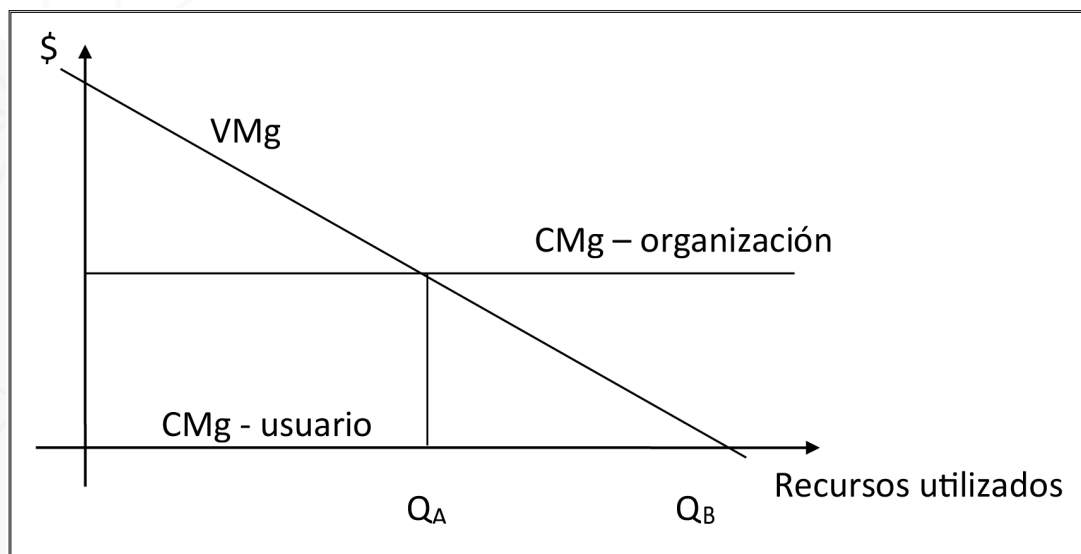 $
VMg
CMg – organización
CMg - usuario
Recursos utilizados
QA
QB